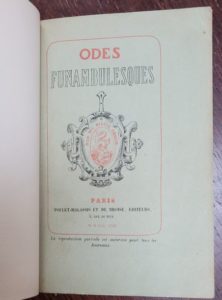 ODES
FUNAMBULESQUES
PARIS
POULET-MALASSIS ET DE BROISE, ÉDITEURS,
La reproduction partielle est autorisée pour tous les
Journaux.